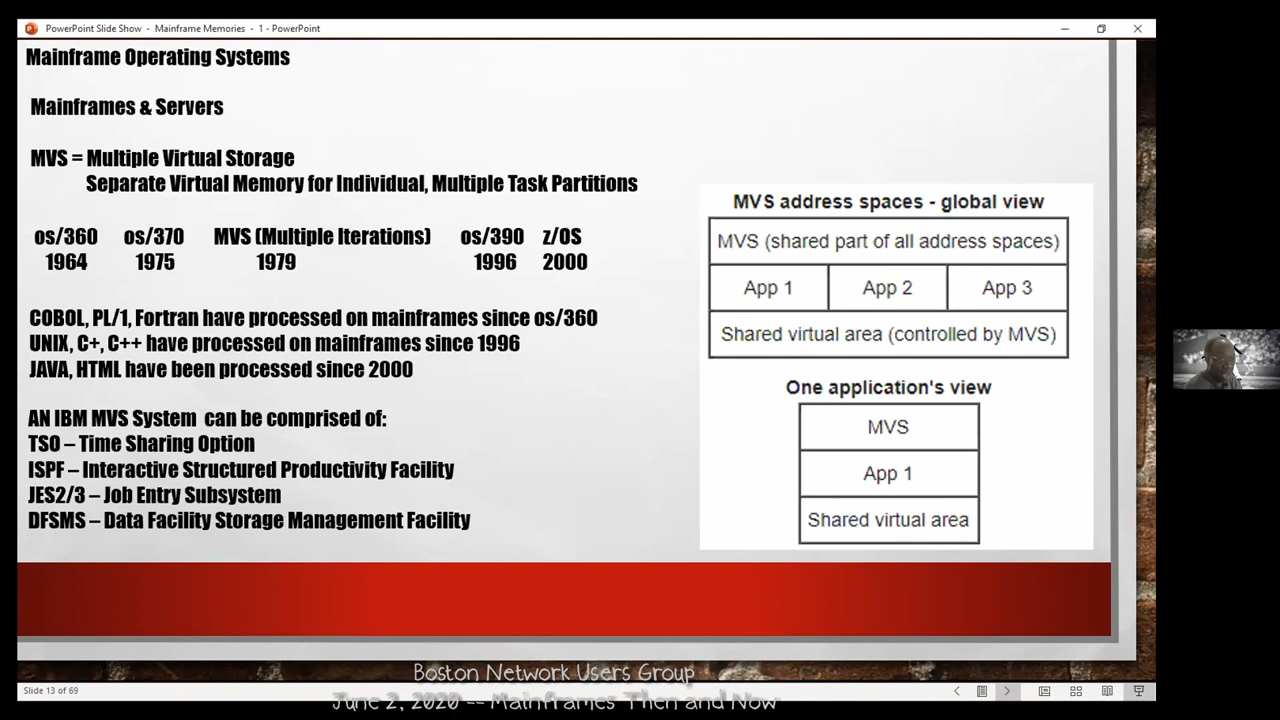 PowerPoint Slide Show - Mainframe Memories - 1 - PowerPoint
Mainframe Operating Systems
Mainframes & Servers
MVS = Multiple Virtual Storage
Separate Virtual Memory for Individual, Multiple Task Partitions
os/360 os/370 MVS (Multiple Iterations) os/390 z/OS
1964 1975 1979 1996 2000
COBOL, PL/1, Fortran have processed on mainframes since os/360
UNIX, C+, C++ have processed on mainframes since 1996
JAVA, HTML have been processed since 2000
AN IBM MVS System can be comprised of:
TSO – Time Sharing Option
ISPF – Interactive Structured Productivity Facility
JES2/3 – Job Entry Subsystem
DFSMS – Data Facility Storage Management Facility
MVS address spaces - global view
MVS (shared part of all address spaces)
App 1 App 2 App 3
Shared virtual area (controlled by MVS)
One application's view
MVS
App 1
Shared virtual area
Boston Network Users Group
Slide 13 of 69
June 2, 2020 -- Mainframes Then and Now